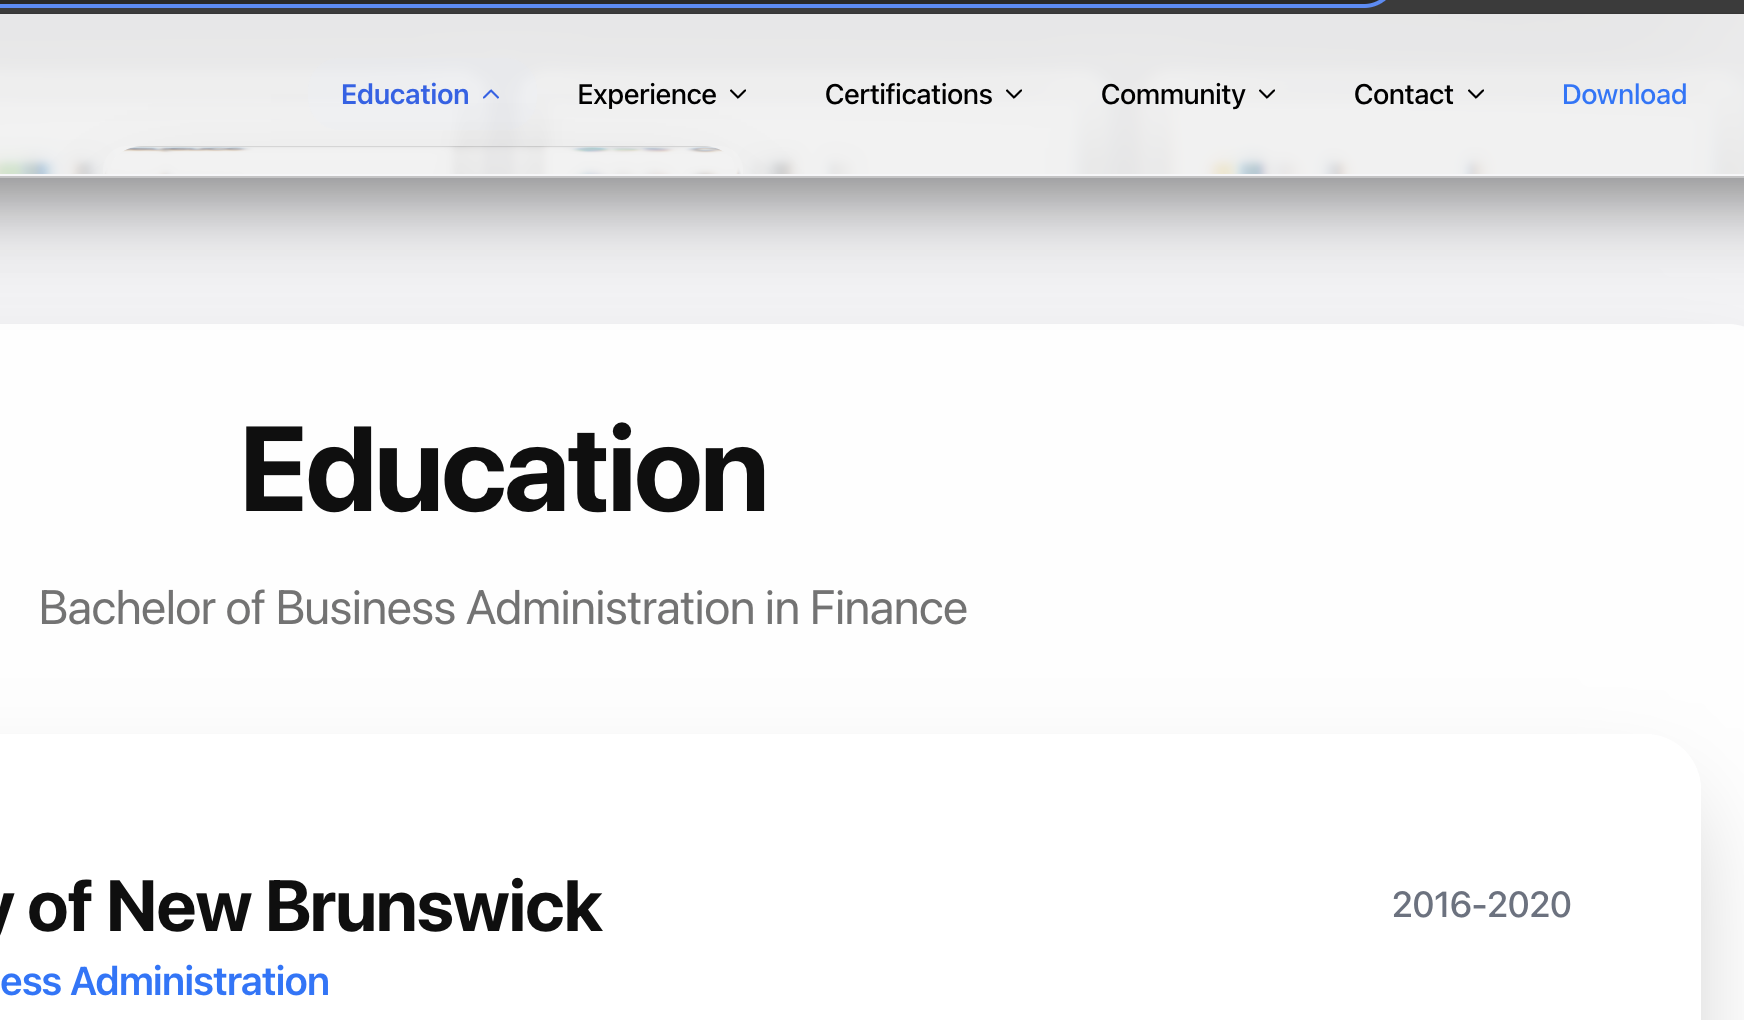 Education Experience Certifications Community Contact Download
Education
Bachelor of Business Administration in Finance
of New Brunswick 2016-2020
Administration